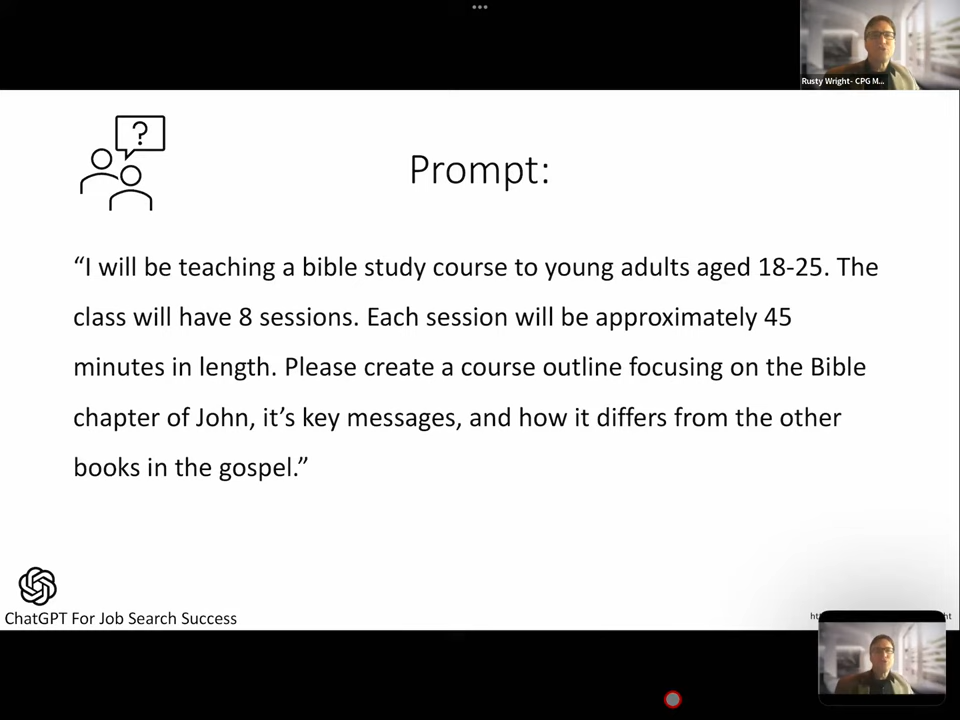 Rusty Wright- CPG M...
?
Prompt:
“I will be teaching a bible study course to young adults aged 18-25. The
class will have 8 sessions. Each session will be approximately 45
minutes in length. Please create a course outline focusing on the Bible
chapter of John, it’s key messages, and how it differs from the other
books in the gospel.”
ChatGPT For Job Search Success